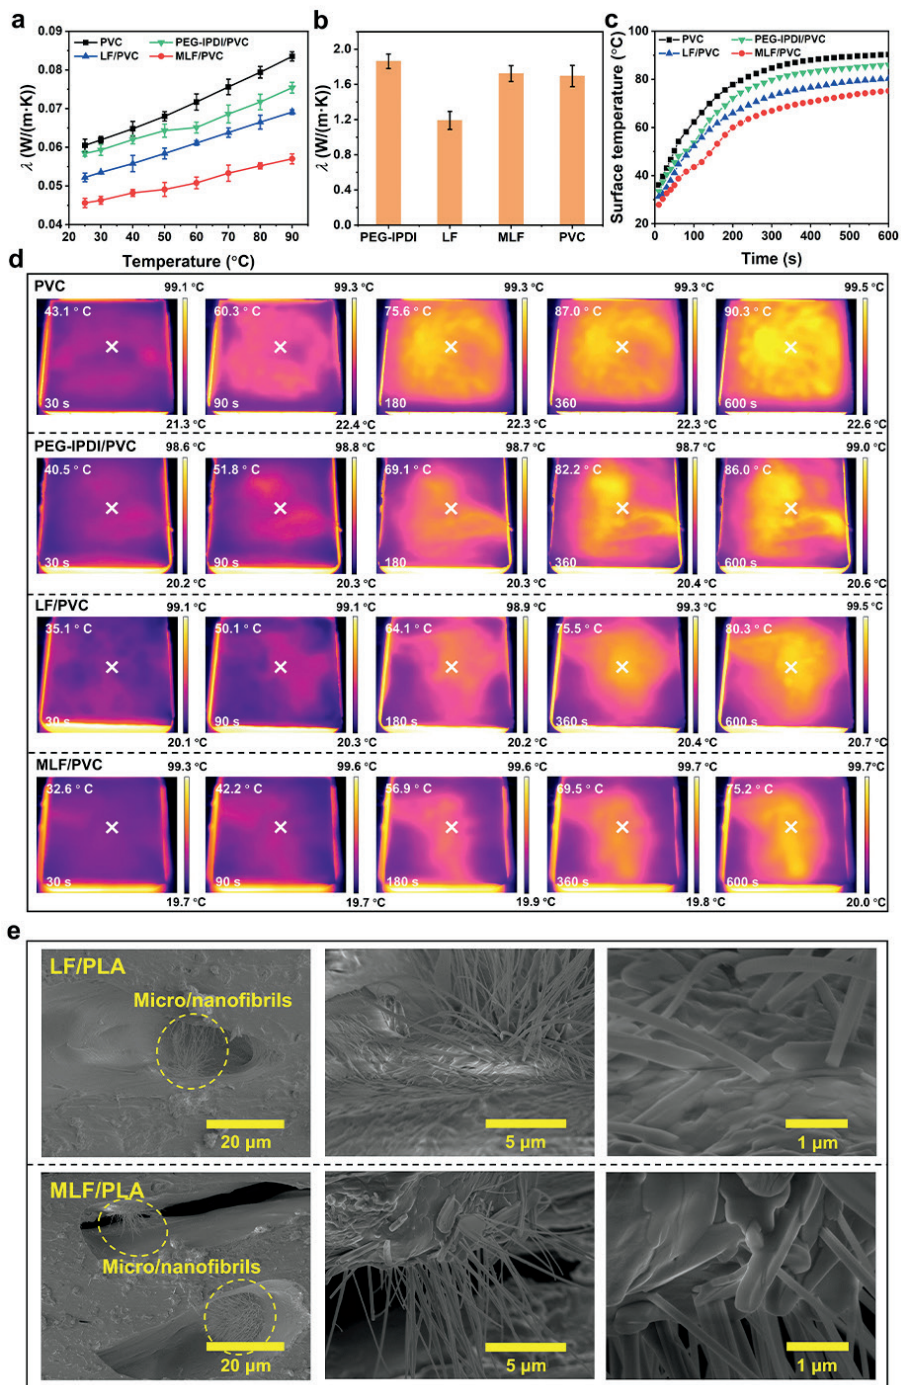 a
0.09
0.08
0.07
0.06
0.05
0.04
λ (W/(m·K))
PVC
PEG-IPDI/PVC
LF/PVC
MLF/PVC
20 30 40 50 60 70 80 90
Temperature (°C)
b
2.0
1.6
1.2
0.8
0.4
0.0
λ (W/(m·K))
PEG-IPDI LF MLF PVC
c
100
80
60
40
20
Surface temperature (°C)
PVC
PEG-IPDI/PVC
LF/PVC
MLF/PVC
0 100 200 300 400 500 600
Time (s)
d
PVC
99.1 °C 99.3 °C 99.3 °C 99.3 °C 99.5 °C
43.1 ° C 60.3 ° C 75.6 ° C 87.0 ° C 90.3 ° C
30 s 90 s 180 360 600 s
21.3 °C 22.4 °C 22.3 °C 22.3 °C 22.6 °C
PEG-IPDI/PVC
98.6 °C 98.8 °C 98.7 °C 98.7 °C 99.0 °C
40.5 ° C 51.8 ° C 69.1 ° C 82.2 ° C 86.0 ° C
30 s 90 s 180 360 600 s
20.2 °C 20.3 °C 20.3 °C 20.4 °C 20.6 °C
LF/PVC
99.1 °C 99.1 °C 98.9 °C 99.3 °C 99.5 °C
35.1 ° C 50.1 ° C 64.1 ° C 75.5 ° C 80.3 ° C
30 s 90 s 180 s 360 s 600 s
20.1 °C 20.3 °C 20.2 °C 20.4 °C 20.7 °C
MLF/PVC
99.3 °C 99.6 °C 99.6 °C 99.7 °C 99.7 °C
32.6 ° C 42.2 ° C 56.9 ° C 69.5 ° C 75.2 ° C
30 s 90 s 180 s 360 s 600 s
19.7 °C 19.7 °C 19.9 °C 19.8 °C 20.0 °C
e
LF/PLA
Micro/nanofibrils
20 µm
5 µm
1 µm
MLF/PLA
Micro/nanofibrils
20 µm
5 µm
1 µm